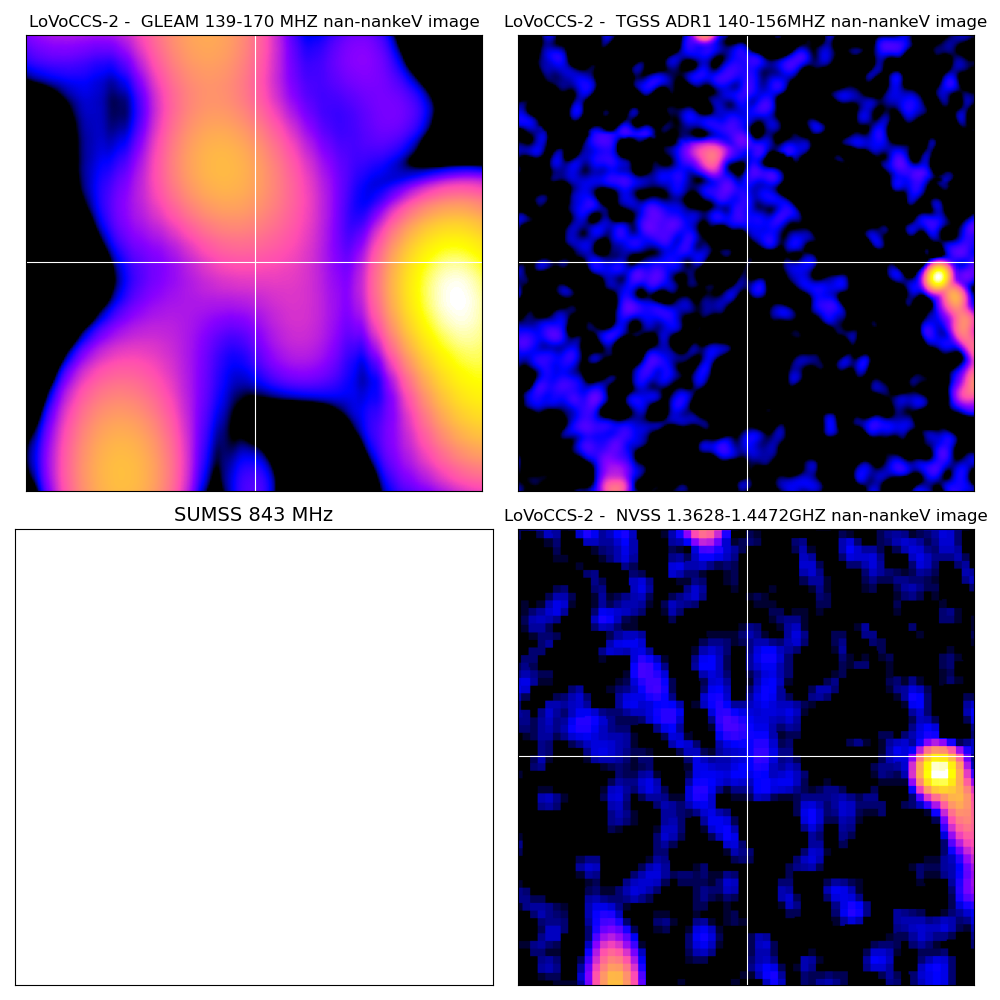 LoVoCCS-2 -  GLEAM 139-170 MHZ nan-nankeV image
LoVoCCS-2 -  TGSS ADR1 140-156MHZ nan-nankeV image
SUMSS 843 MHz
LoVoCCS-2 -  NVSS 1.3628-1.4472GHZ nan-nankeV image